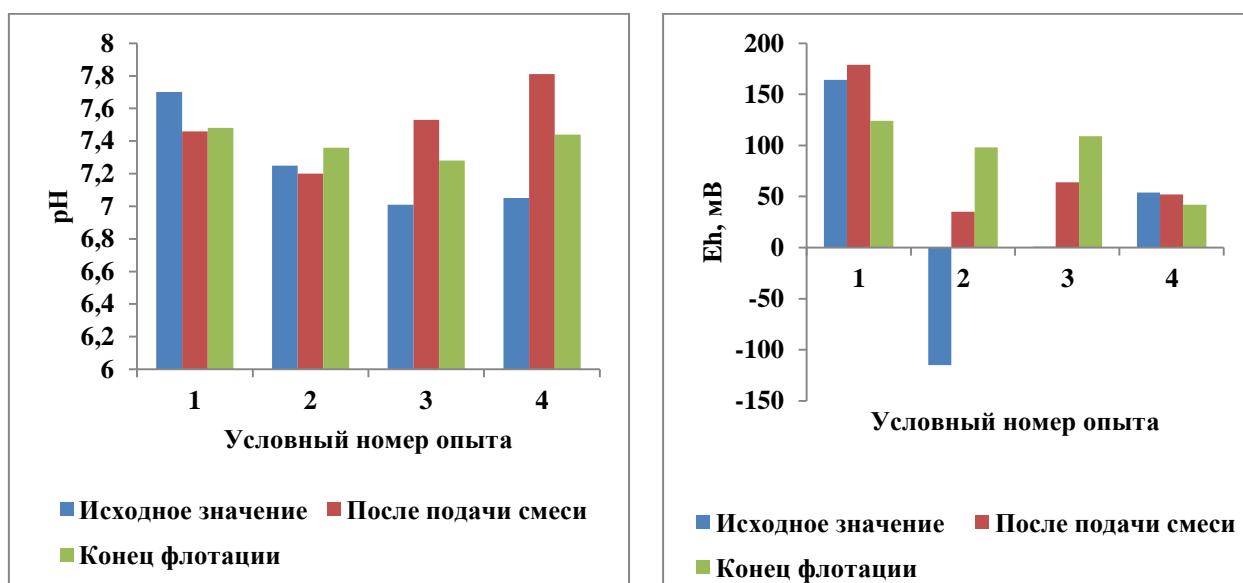 8
7,8
7,6
7,4
7,2
7
6,8
6,6
6,4
6,2
6
pH
1 2 3 4
Условный номер опыта
Исходное значение После подачи смеси
Конец флотации
200
150
100
50
0
-50
-100
-150
Eh, мВ
1 2 3 4
Условный номер опыта
Исходное значение После подачи смеси
Конец флотации